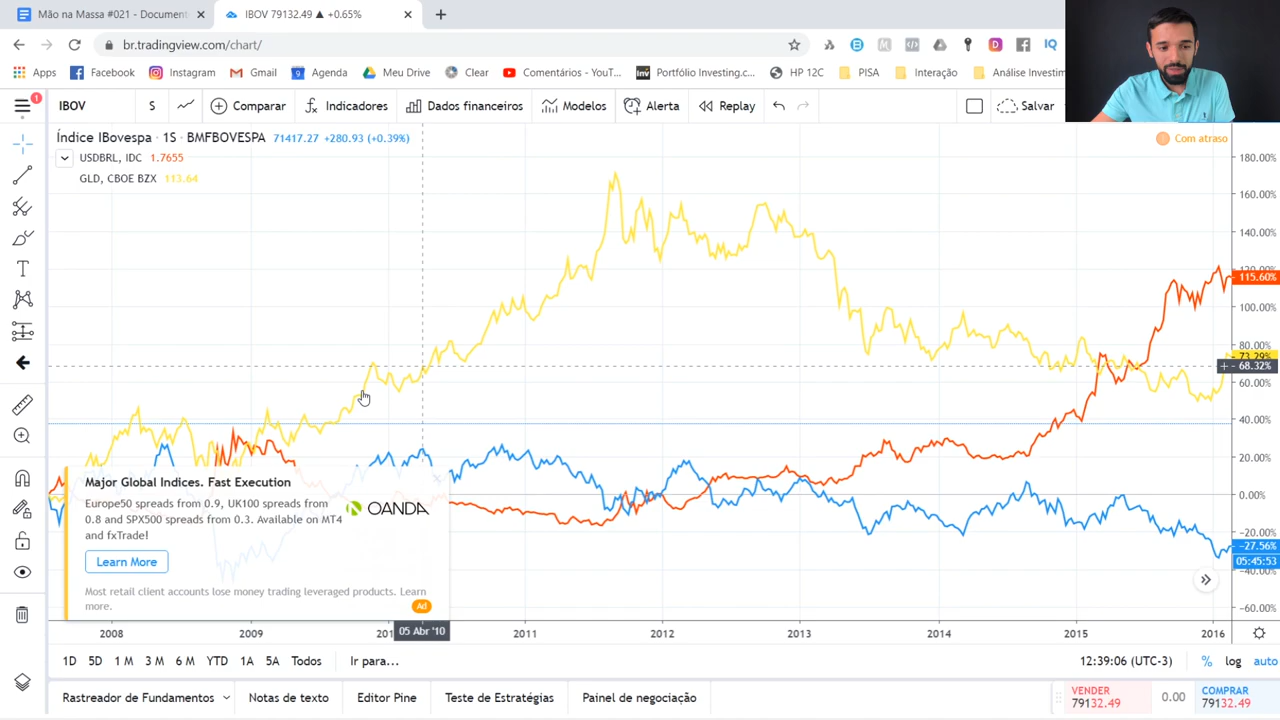 Mão na Massa #021 - Document
IBOV 79132.49 ▲ +0.65%
br.tradingview.com/chart/
Apps Facebook Instagram Gmail Agenda Meu Drive Clear Comentários - YouT... Portfólio Investing.c... HP 12C PISA Interação Análise Investim
IBOV S Comparar Indicadores Dados financeiros Modelos Alerta Replay Salvar
Índice IBovespa · 1S · BMFBOVESPA 71417.27 +280.93 (+0.39%)
Com atraso
USDBRL, IDC 1.7655
GLD, CBOE BZX 113.64
180.00%
160.00%
140.00%
120.00%
115.60%
100.00%
80.00%
73.29%
68.32%
60.00%
40.00%
20.00%
0.00%
-20.00%
-27.56%
05:45:53
-40.00%
-60.00%
Major Global Indices. Fast Execution
Europe50 spreads from 0.9, UK100 spreads from
0.8 and SPX500 spreads from 0.3. Available on MT4
and fxTrade!
OANDA
Learn More
Most retail client accounts lose money trading leveraged products. Learn
more.
Ad
2008 2009 05 Abr '10 2011 2012 2013 2014 2015 2016
1D 5D 1 M 3 M 6 M YTD 1A 5A Todos Ir para... 12:39:06 (UTC-3) % log auto
Rastreador de Fundamentos Notas de texto Editor Pine Teste de Estratégias Painel de negociação
VENDER
79132.49
0.00
COMPRAR
79132.49